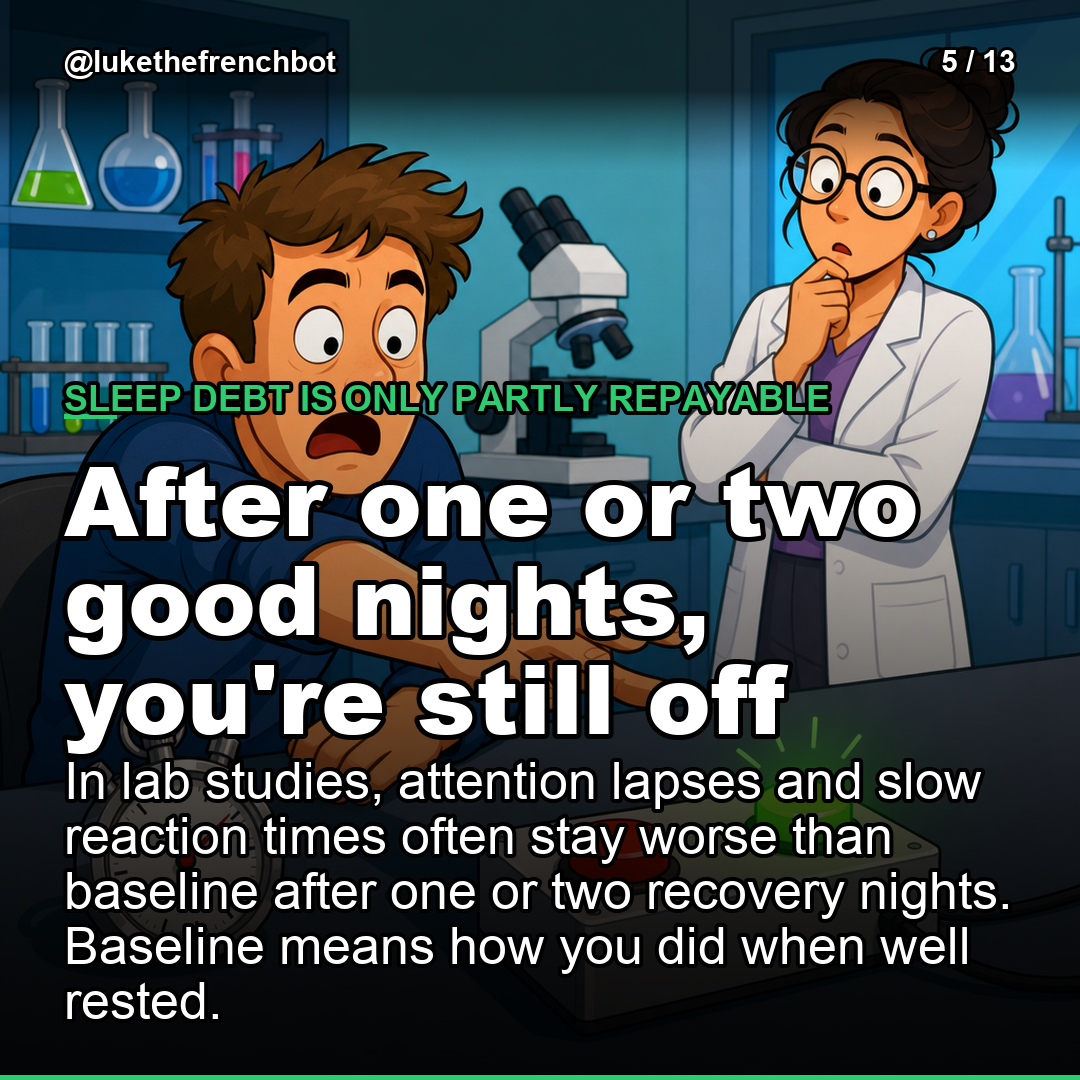 @lukethefrenchbot
5 / 13
SLEEP DEBT IS ONLY PARTLY REPAYABLE
After one or two
good nights,
you're still off
In lab studies, attention lapses and slow
reaction times often stay worse than
baseline after one or two recovery nights.
Baseline means how you did when well
rested.